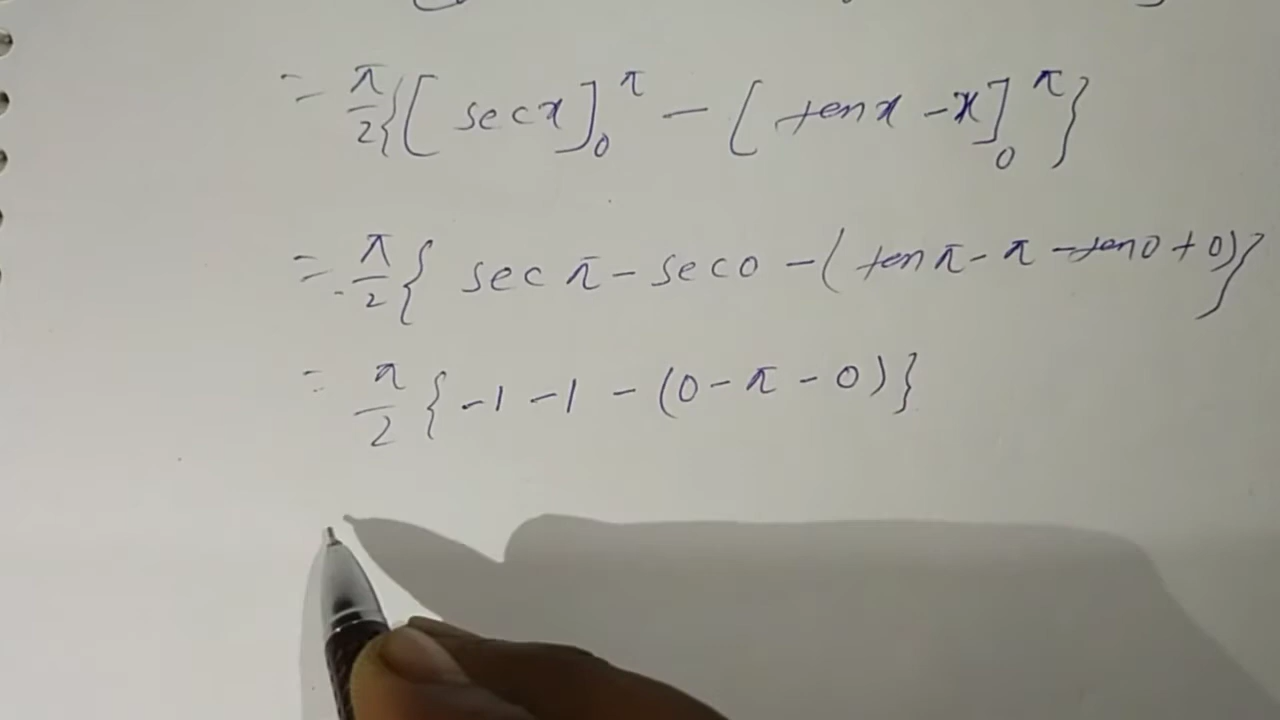 = π/2 { [ sec x ]₀^π - [ tan x - x ]₀^π }
= π/2 { sec π - sec 0 - ( tan π - π - tan 0 + 0 ) }
= π/2 { -1 - 1 - ( 0 - π - 0 ) }